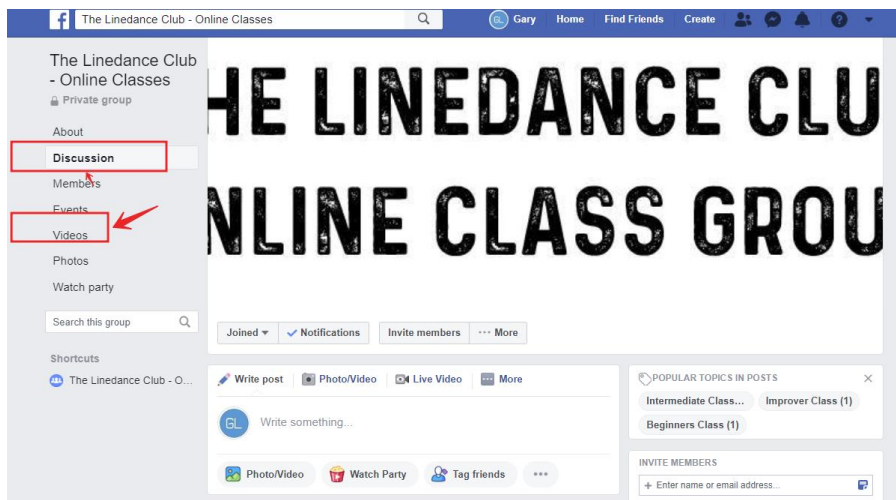 The Linedance Club - Online Classes
GL Gary Home Find Friends Create
The Linedance Club
- Online Classes
Private group
About
Discussion
Members
Events
Videos
Photos
Watch party
Search this group
Shortcuts
The Linedance Club - O...
HE LINEDANCE CLU
NLINE CLASS GROU
Joined Notifications Invite members ··· More
Write post Photo/Video Live Video More
GL Write something...
Photo/Video Watch Party Tag friends
POPULAR TOPICS IN POSTS
Intermediate Class... Improver Class (1)
Beginners Class (1)
INVITE MEMBERS
+ Enter name or email address...